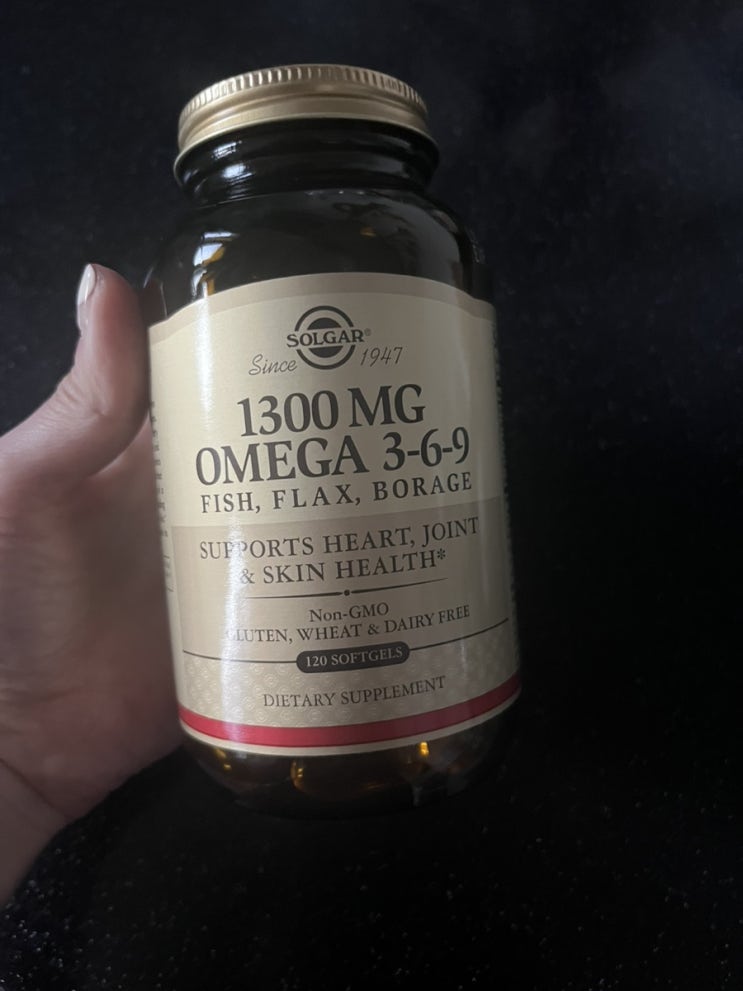 SOLGAR®
Since 1947
1300 MG
OMEGA 3-6-9
FISH, FLAX, BORAGE
SUPPORTS HEART, JOINT
& SKIN HEALTH*
Non-GMO
GLUTEN, WHEAT & DAIRY FREE
120 SOFTGELS
DIETARY SUPPLEMENT